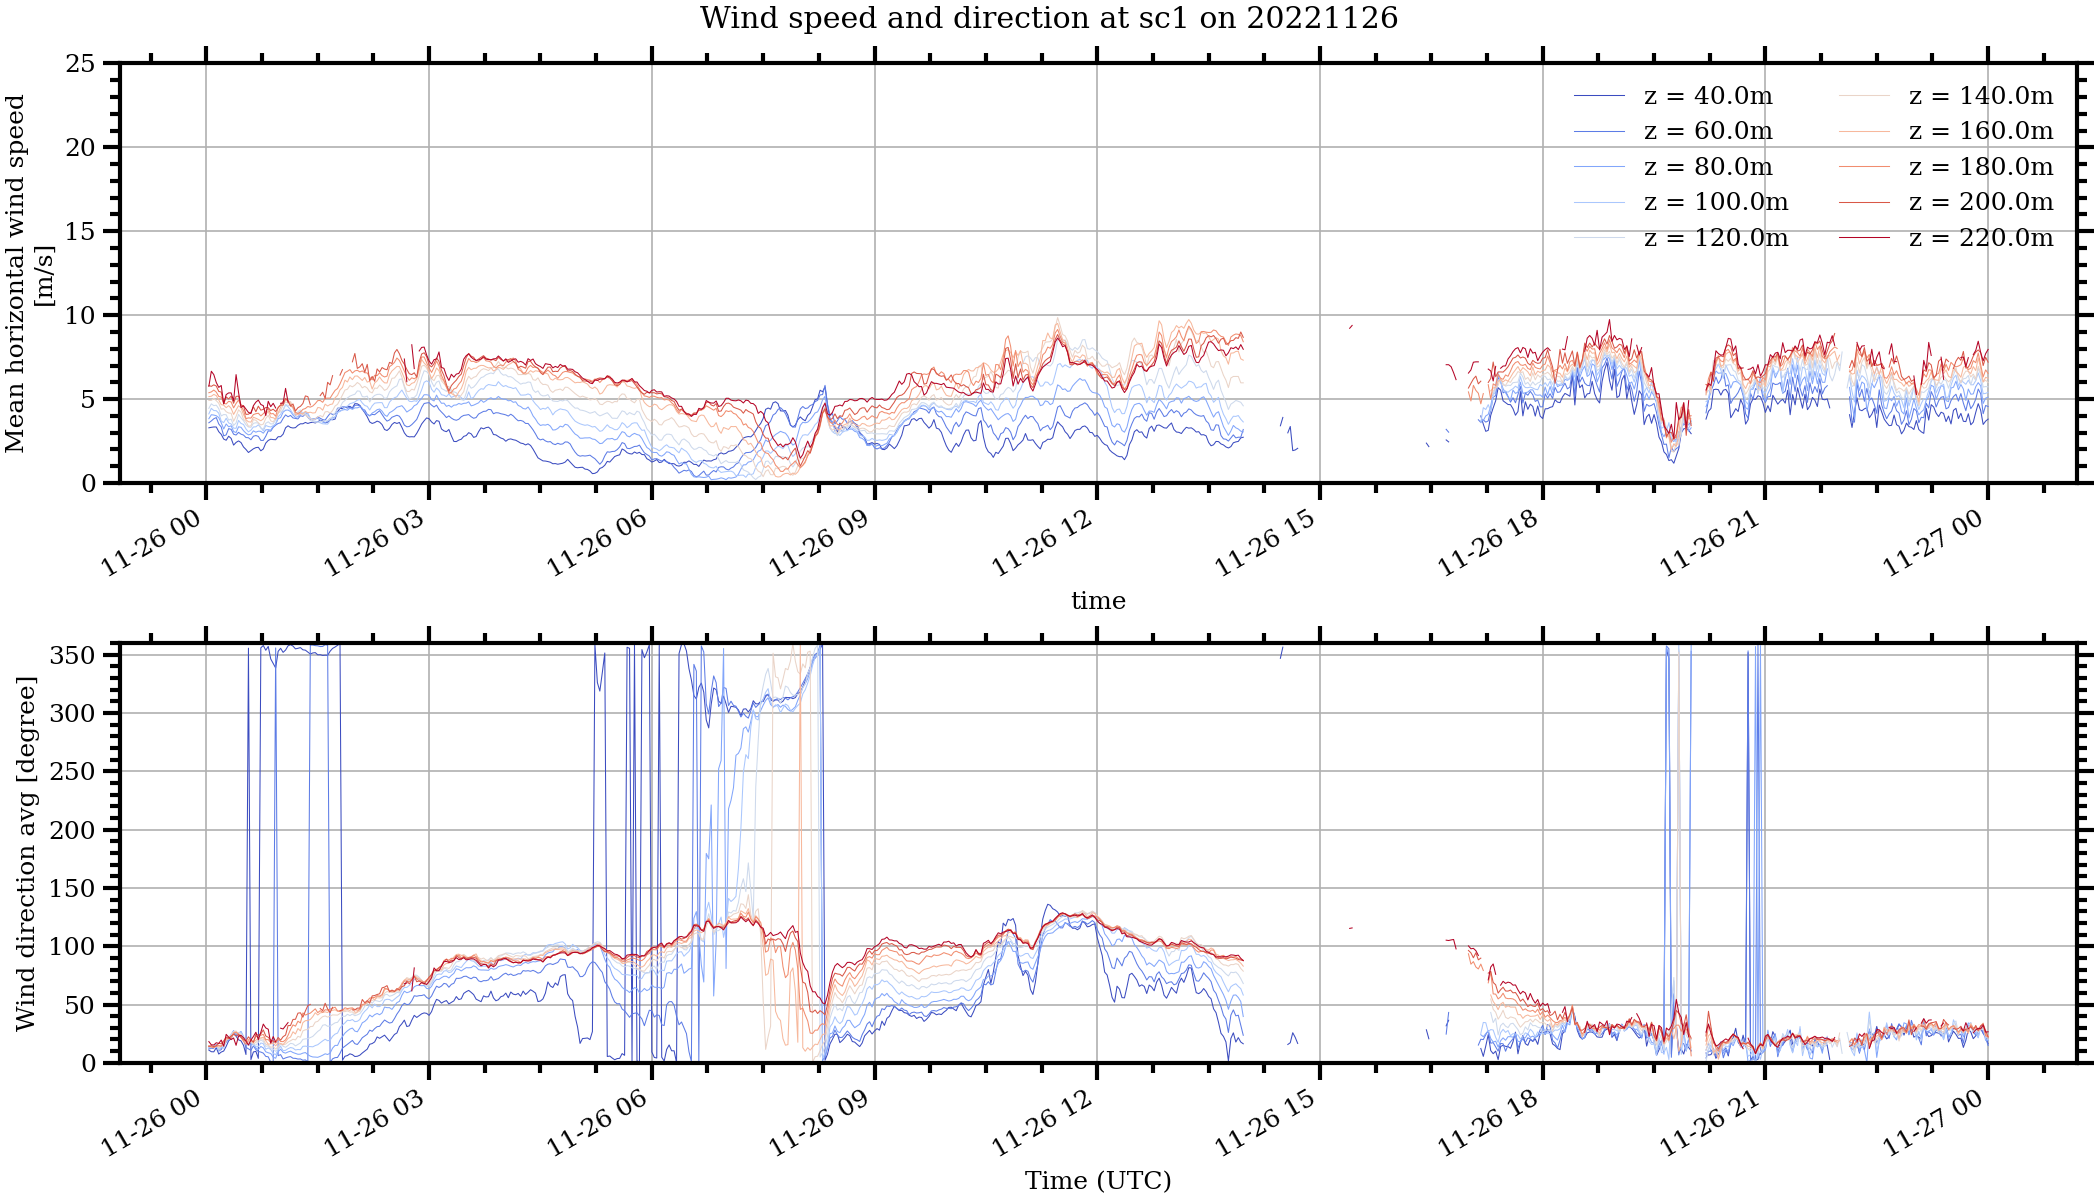 Wind speed and direction at sc1 on 20221126
Mean horizontal wind speed
[m/s]
25
20
15
10
5
0
z = 40.0m
z = 60.0m
z = 80.0m
z = 100.0m
z = 120.0m
z = 140.0m
z = 160.0m
z = 180.0m
z = 200.0m
z = 220.0m
11-26 00
11-26 03
11-26 06
11-26 09
11-26 12
11-26 15
11-26 18
11-26 21
11-27 00
time
Wind direction avg [degree]
350
300
250
200
150
100
50
0
11-26 00
11-26 03
11-26 06
11-26 09
11-26 12
11-26 15
11-26 18
11-26 21
11-27 00
Time (UTC)